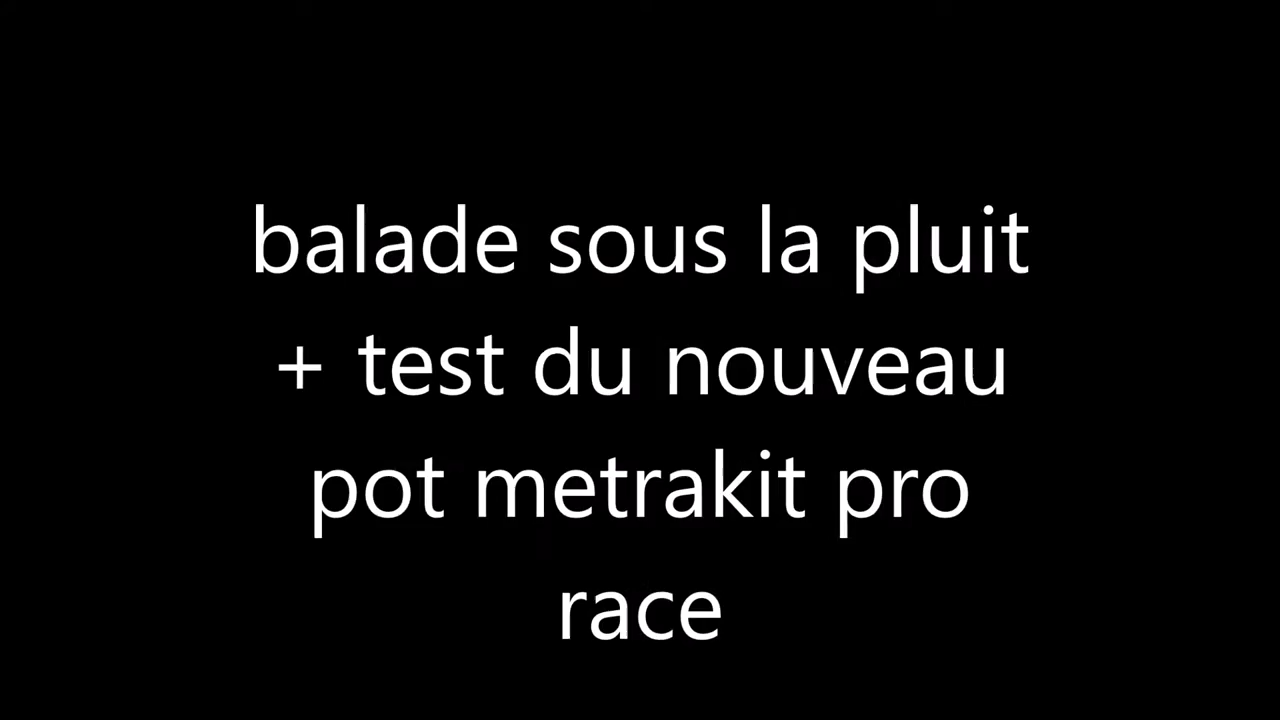 balade sous la pluit
+ test du nouveau
pot metrakit pro
race